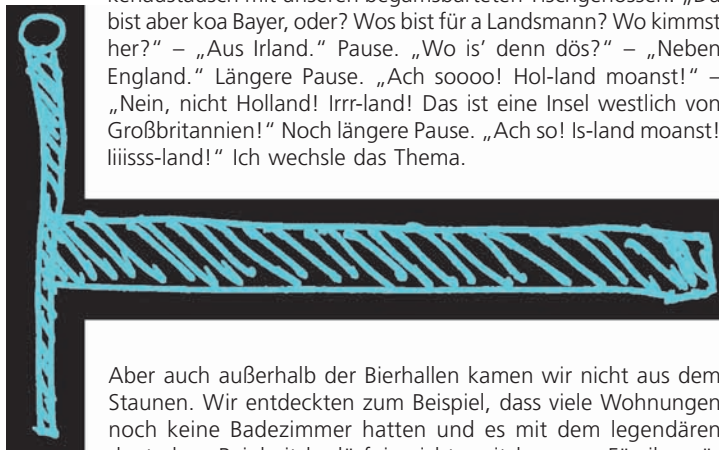 bist aber koa Bayer, oder? Wos bist für a Landsmann? Wo kimmst
her?“ – „Aus Irland.“ Pause. „Wo is’ denn dös?“ – „Neben
England.“ Längere Pause. „Ach soooo! Hol-land moanst!“ –
„Nein, nicht Holland! Irrr-land! Das ist eine Insel westlich von
Großbritannien!“ Noch längere Pause. „Ach so! Is-land moanst!
Iiiisss-land!“ Ich wechsle das Thema.
Aber auch außerhalb der Bierhallen kamen wir nicht aus dem
Staunen. Wir entdeckten zum Beispiel, dass viele Wohnungen
noch keine Badezimmer hatten und es mit dem legendären